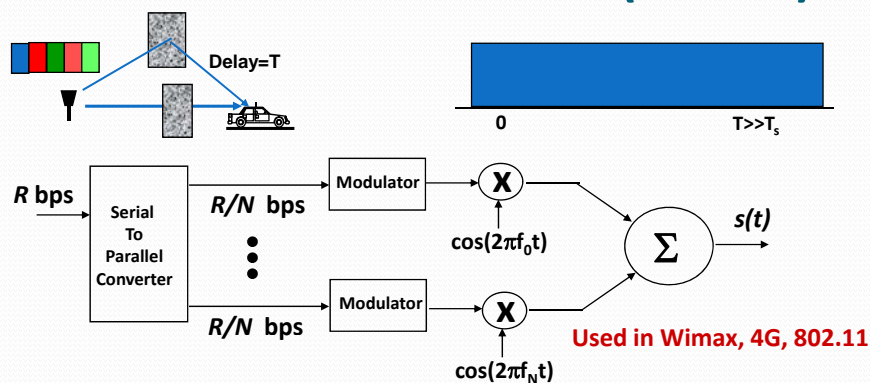 Delay=T
0
T>>Ts
R bps
Serial
To
Parallel
Converter
R/N bps
Modulator
X
cos(2πf0t)
Σ
s(t)
R/N bps
Modulator
X
cos(2πfNt)
Used in Wimax, 4G, 802.11